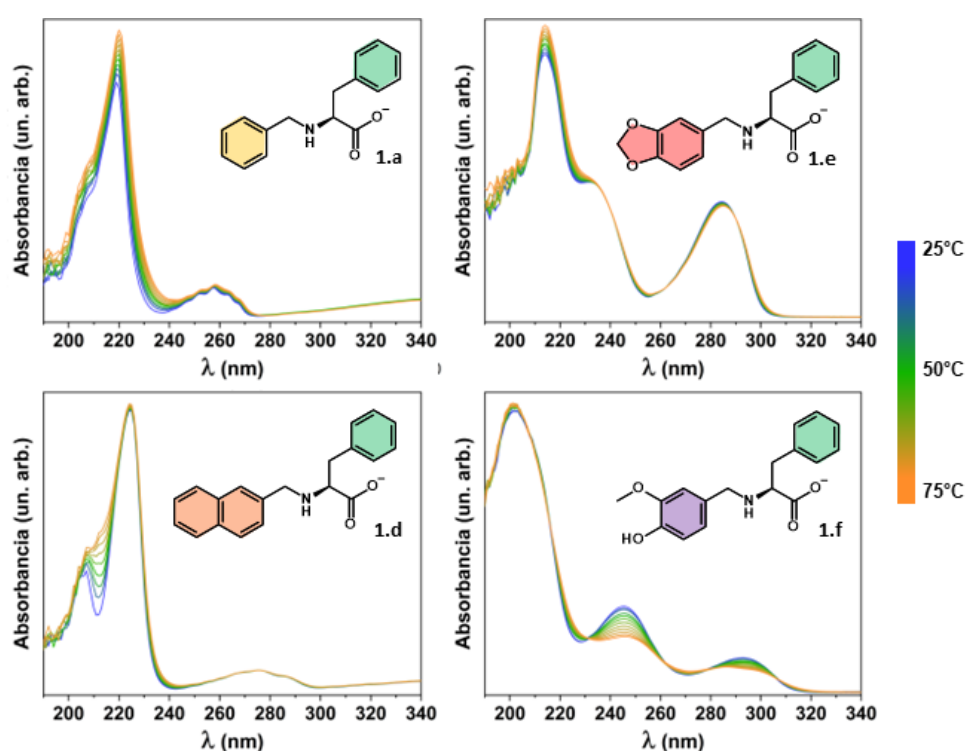 Absorbancia (un. arb.)
N
H
O
O⁻
1.a
200 220 240 260 280 300 320 340
λ (nm)
Absorbancia (un. arb.)
O
O
N
H
O
O⁻
1.e
200 220 240 260 280 300 320 340
λ (nm)
25°C
50°C
75°C
Absorbancia (un. arb.)
N
H
O
O⁻
1.d
200 220 240 260 280 300 320 340
λ (nm)
Absorbancia (un. arb.)
O
HO
N
H
O
O⁻
1.f
200 220 240 260 280 300 320 340
λ (nm)